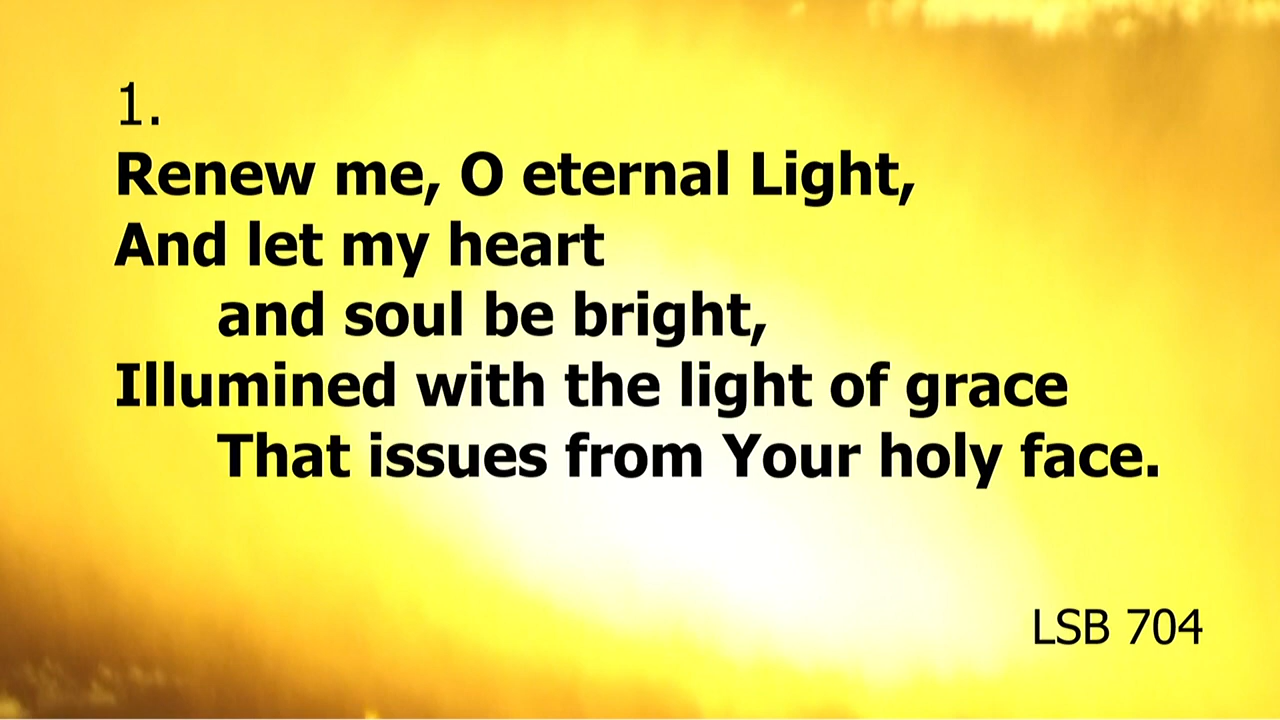 1.
Renew me, O eternal Light,
And let my heart
and soul be bright,
Illumined with the light of grace
That issues from Your holy face.
LSB 704